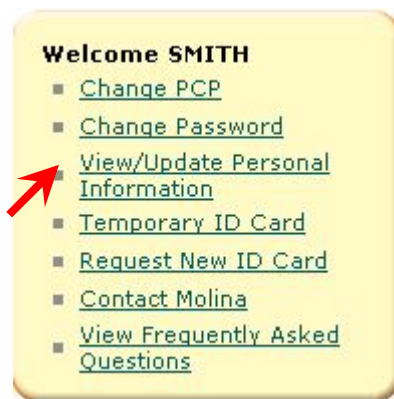 Welcome SMITH
Change PCP
Change Password
View/Update Personal
Information
Temporary ID Card
Request New ID Card
Contact Molina
View Frequently Asked
Questions